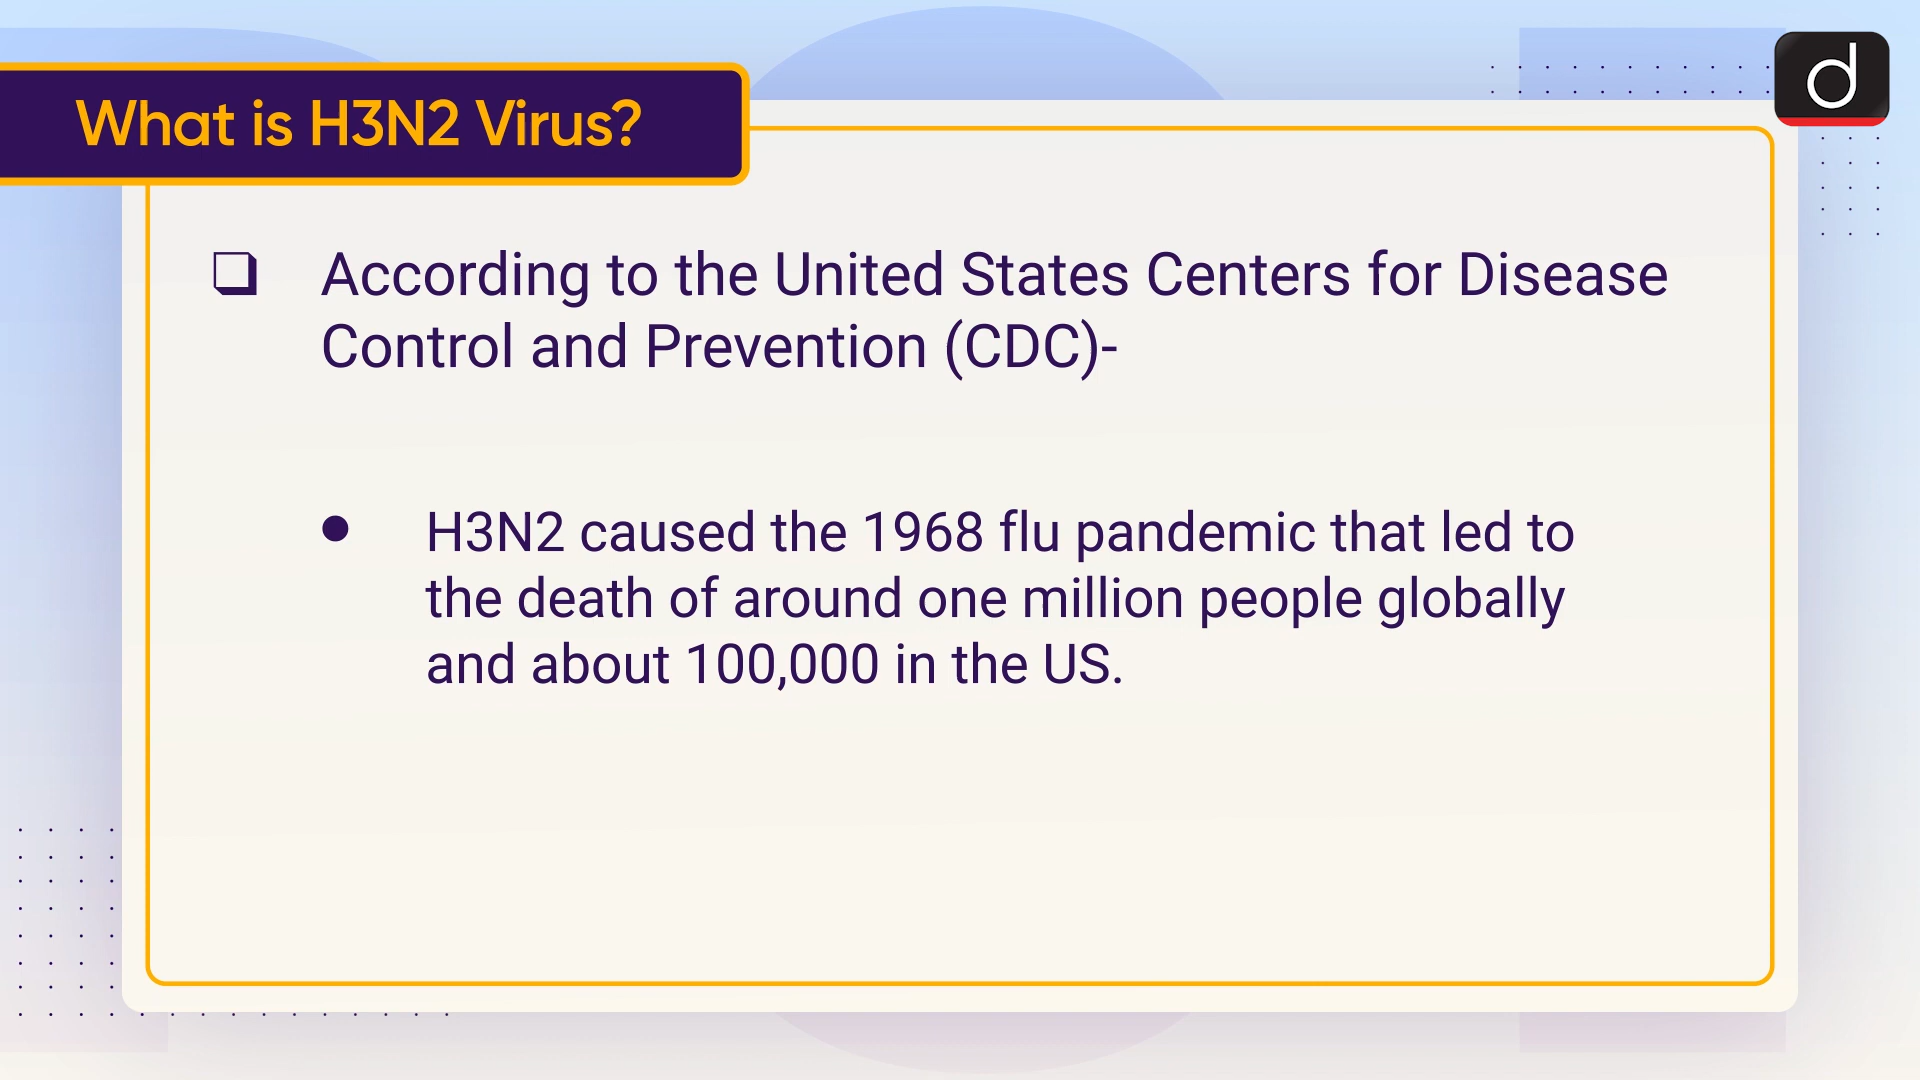 What is H3N2 Virus?
d
❑ According to the United States Centers for Disease
Control and Prevention (CDC)-
● H3N2 caused the 1968 flu pandemic that led to
the death of around one million people globally
and about 100,000 in the US.